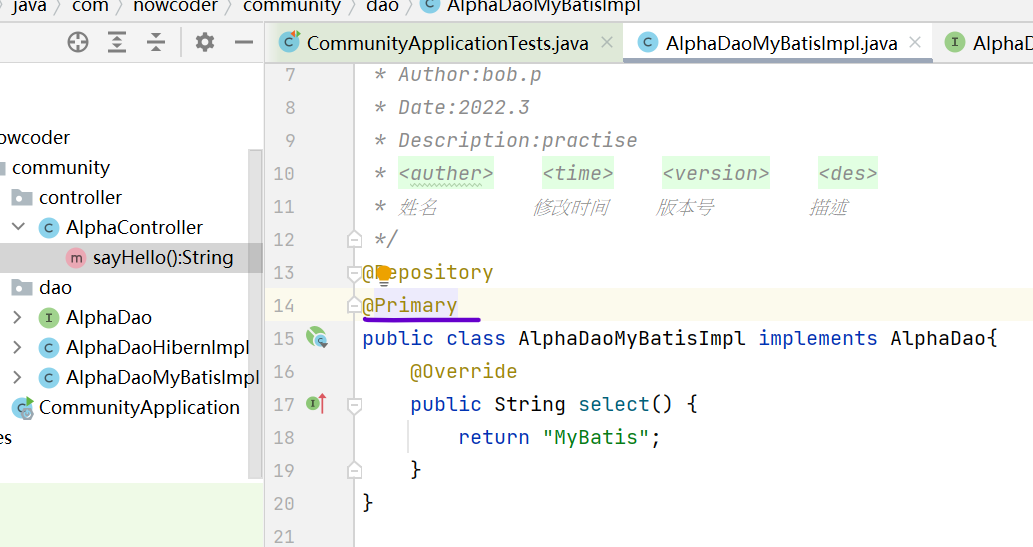 java > com > nowcoder > community > dao > AlphaDaoMyBatisImpl
CommunityApplicationTests.java
AlphaDaoMyBatisImpl.java
AlphaD
owcoder
community
controller
AlphaController
sayHello():String
dao
AlphaDao
AlphaDaoHibernImpl
AlphaDaoMyBatisImpl
CommunityApplication
es
7 * Author:bob.p
8 * Date:2022.3
9 * Description:practise
10 * <auther> <time> <version> <des>
11 * 姓名 修改时间 版本号 描述
12 */
13 @Repository
14 @Primary
15 public class AlphaDaoMyBatisImpl implements AlphaDao{
16 @Override
17 public String select() {
18 return "MyBatis";
19 }
20 }
21